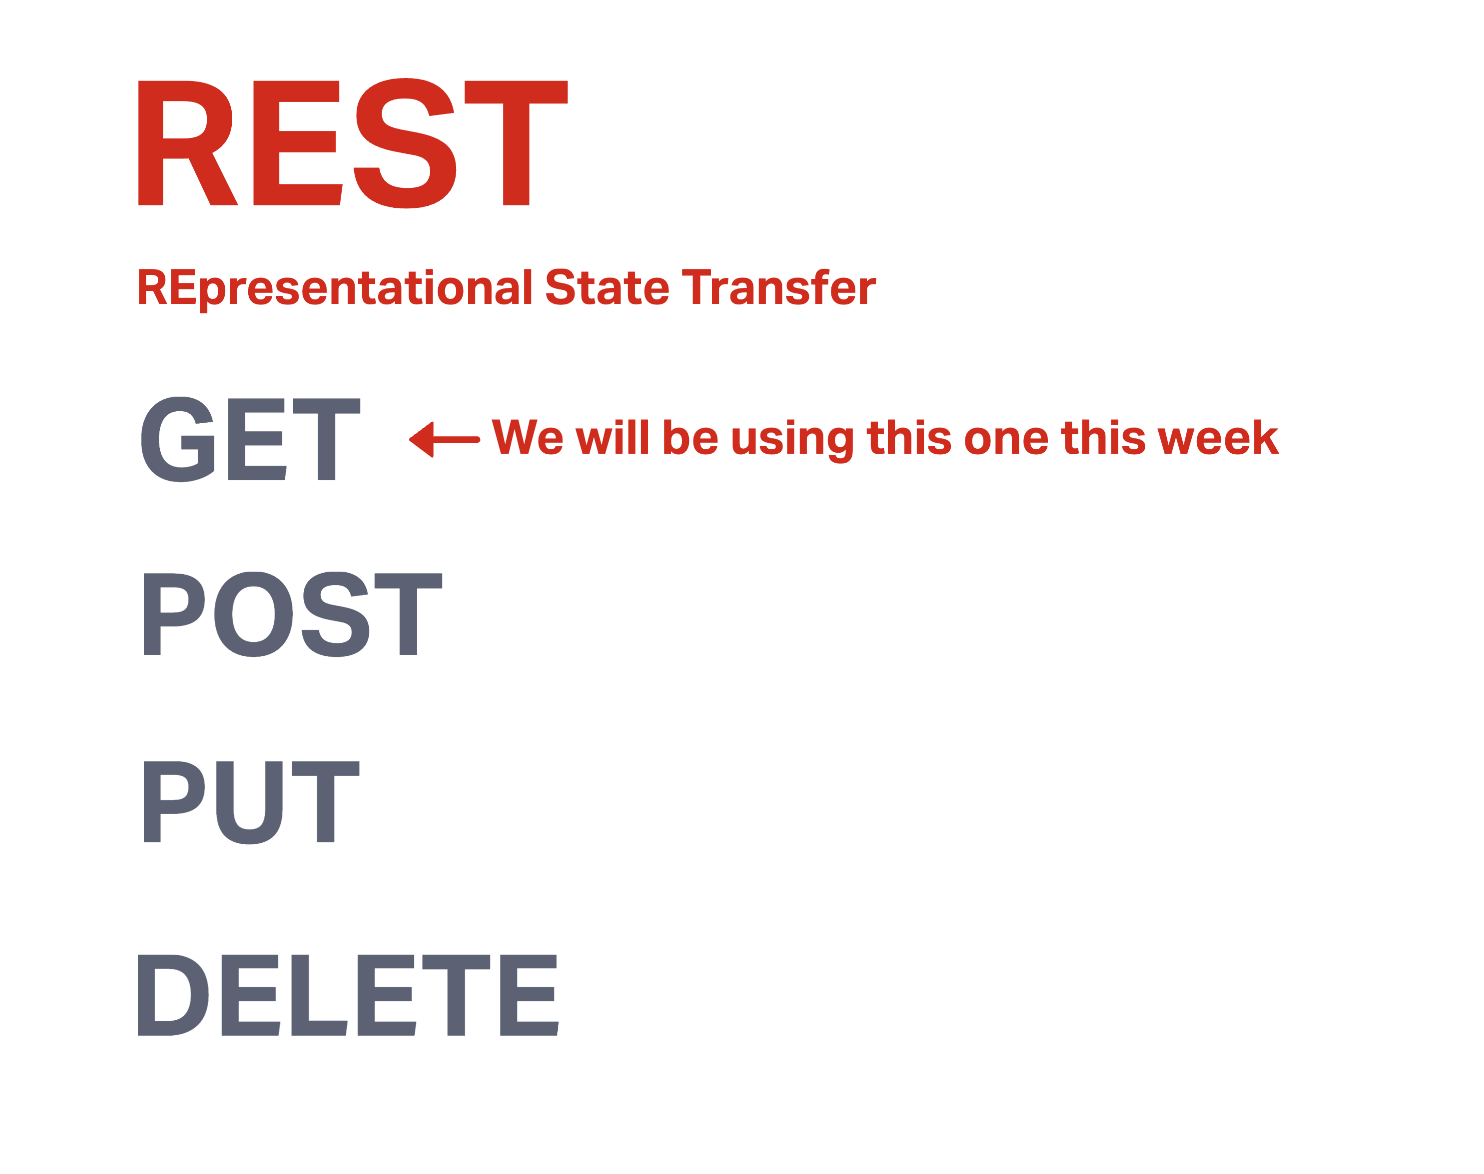 REST
REpresentational State Transfer
GET We will be using this one this week
POST
PUT
DELETE